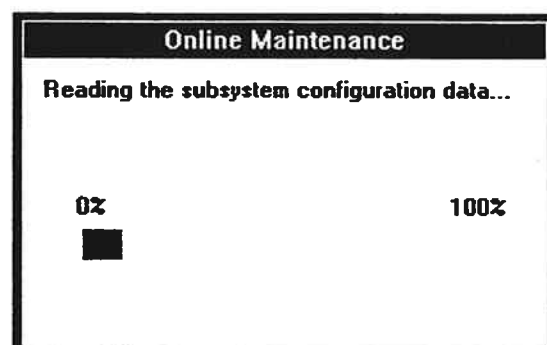 Online Maintenance
Reading the subsystem configuration data...
0% 100%